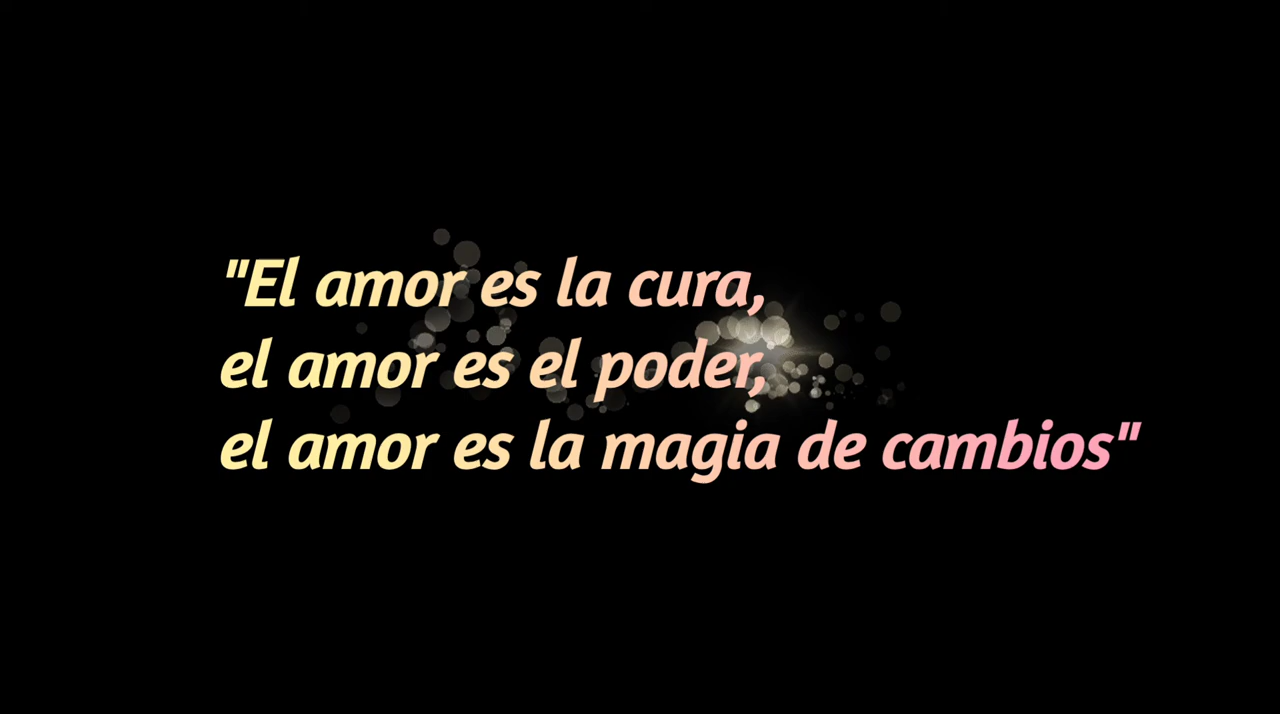 "El amor es la cura,
el amor es el poder,
el amor es la magia de cambios"